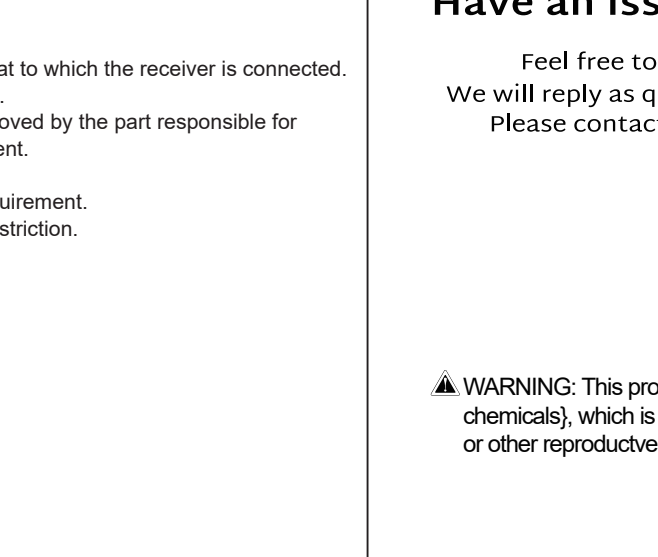 at to which the receiver is connected.
.
oved by the part responsible for
ent.
uirement.
striction.
Have an Iss
Feel free to
We will reply as q
Please contact
WARNING: This pro
chemicals}, which is
or other reproductve